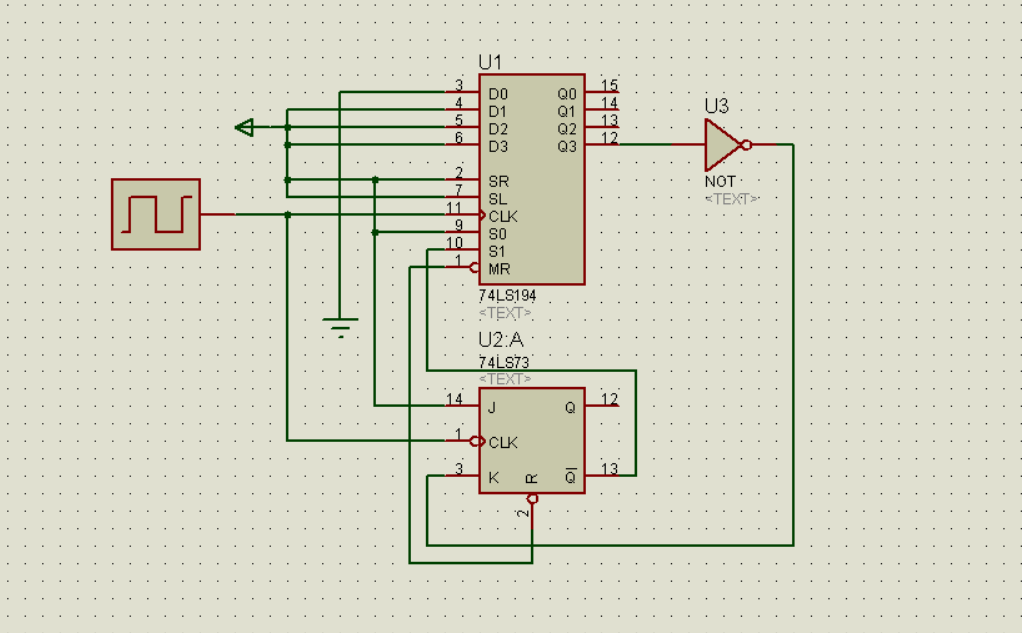 U1
3 D0 Q0 15
4 D1 Q1 14
5 D2 Q2 13
6 D3 Q3 12
2 SR
7 SL
11 CLK
9 S0
10 S1
1 MR
74LS194
<TEXT>
U3
NOT
<TEXT>
U2:A
74LS73
<TEXT>
14 J Q 12
1 CLK
3 K R Q 13
2